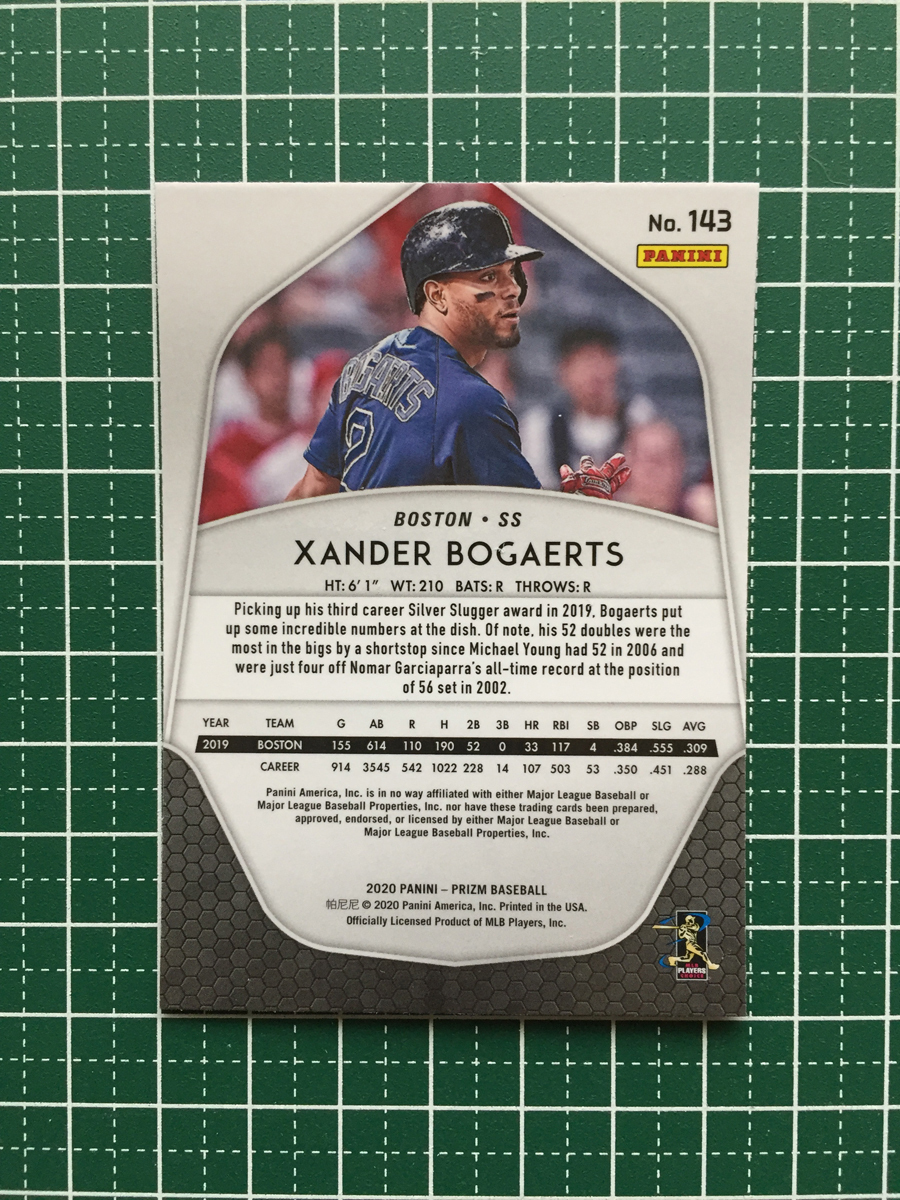 No. 143
PANINI
BOGAERTS
2
BOSTON • SS
XANDER BOGAERTS
HT: 6' 1" WT: 210 BATS: R THROWS: R
Picking up his third career Silver Slugger award in 2019, Bogaerts put
up some incredible numbers at the dish. Of note, his 52 doubles were the
most in the bigs by a shortstop since Michael Young had 52 in 2006 and
were just four off Nomar Garciaparra's all-time record at the position
of 56 set in 2002.
YEAR TEAM G AB R H 2B 3B HR RBI SB OBP SLG AVG
2019 BOSTON 155 614 110 190 52 0 33 117 4 .384 .555 .309
CAREER 914 3545 542 1022 228 14 107 503 53 .350 .451 .288
Panini America, Inc. is in no way affiliated with either Major League Baseball or
Major League Baseball Properties, Inc. nor have these trading cards been prepared,
approved, endorsed, or licensed by either Major League Baseball or
Major League Baseball Properties, Inc.
2020 PANINI – PRIZM BASEBALL
帕尼尼 © 2020 Panini America, Inc. Printed in the USA.
Officially Licensed Product of MLB Players, Inc.
MLB
PLAYERS
CHOICE